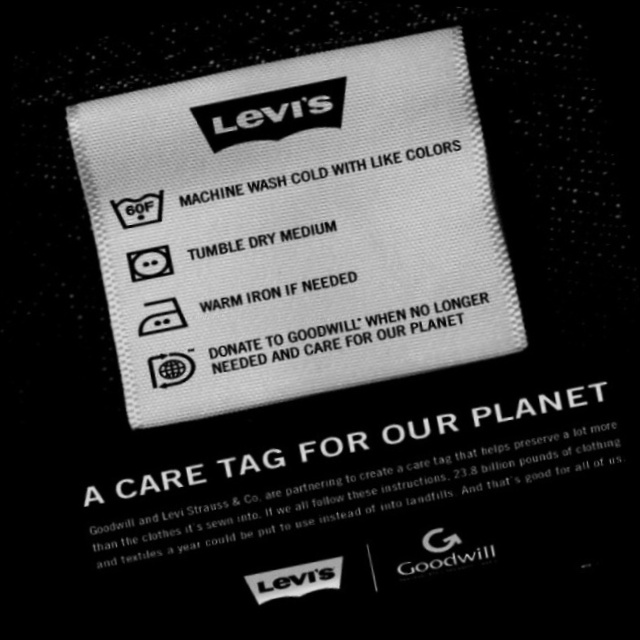 LEVI'S
60F MACHINE WASH COLD WITH LIKE COLORS
TUMBLE DRY MEDIUM
WARM IRON IF NEEDED
DONATE TO GOODWILL® WHEN NO LONGER
NEEDED AND CARE FOR OUR PLANET
A CARE TAG FOR OUR PLANET
Goodwill and Levi Strauss & Co. are partnering to create a care tag that helps preserve a lot more
than the clothes it's sewn into. If we all follow these instructions, 23.8 billion pounds of clothing
and textiles a year could be put to use instead of into landfills. And that's good for all of us.
LEVI'S
Goodwill